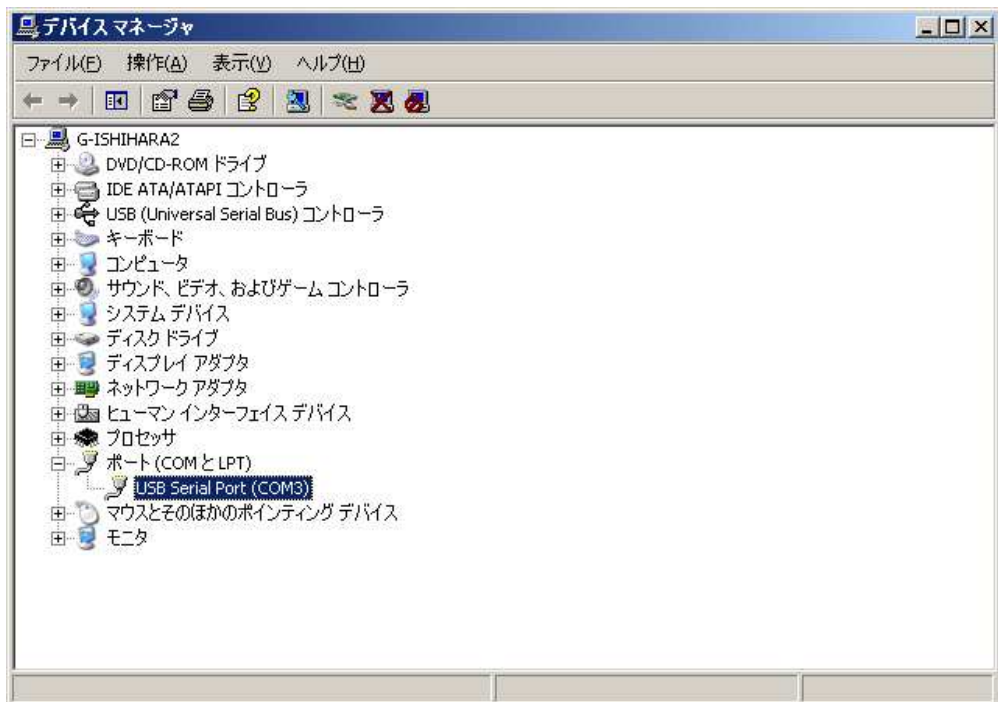 デバイス マネージャ
ファイル(F) 操作(A) 表示(V) ヘルプ(H)
G-ISHIHARA2
DVD/CD-ROM ドライブ
IDE ATA/ATAPI コントローラ
USB (Universal Serial Bus) コントローラ
キーボード
コンピュータ
サウンド、ビデオ、およびゲーム コントローラ
システム デバイス
ディスク ドライブ
ディスプレイ アダプタ
ネットワーク アダプタ
ヒューマン インターフェイス デバイス
プロセッサ
ポート (COM と LPT)
USB Serial Port (COM3)
マウスとそのほかのポインティング デバイス
モニタ